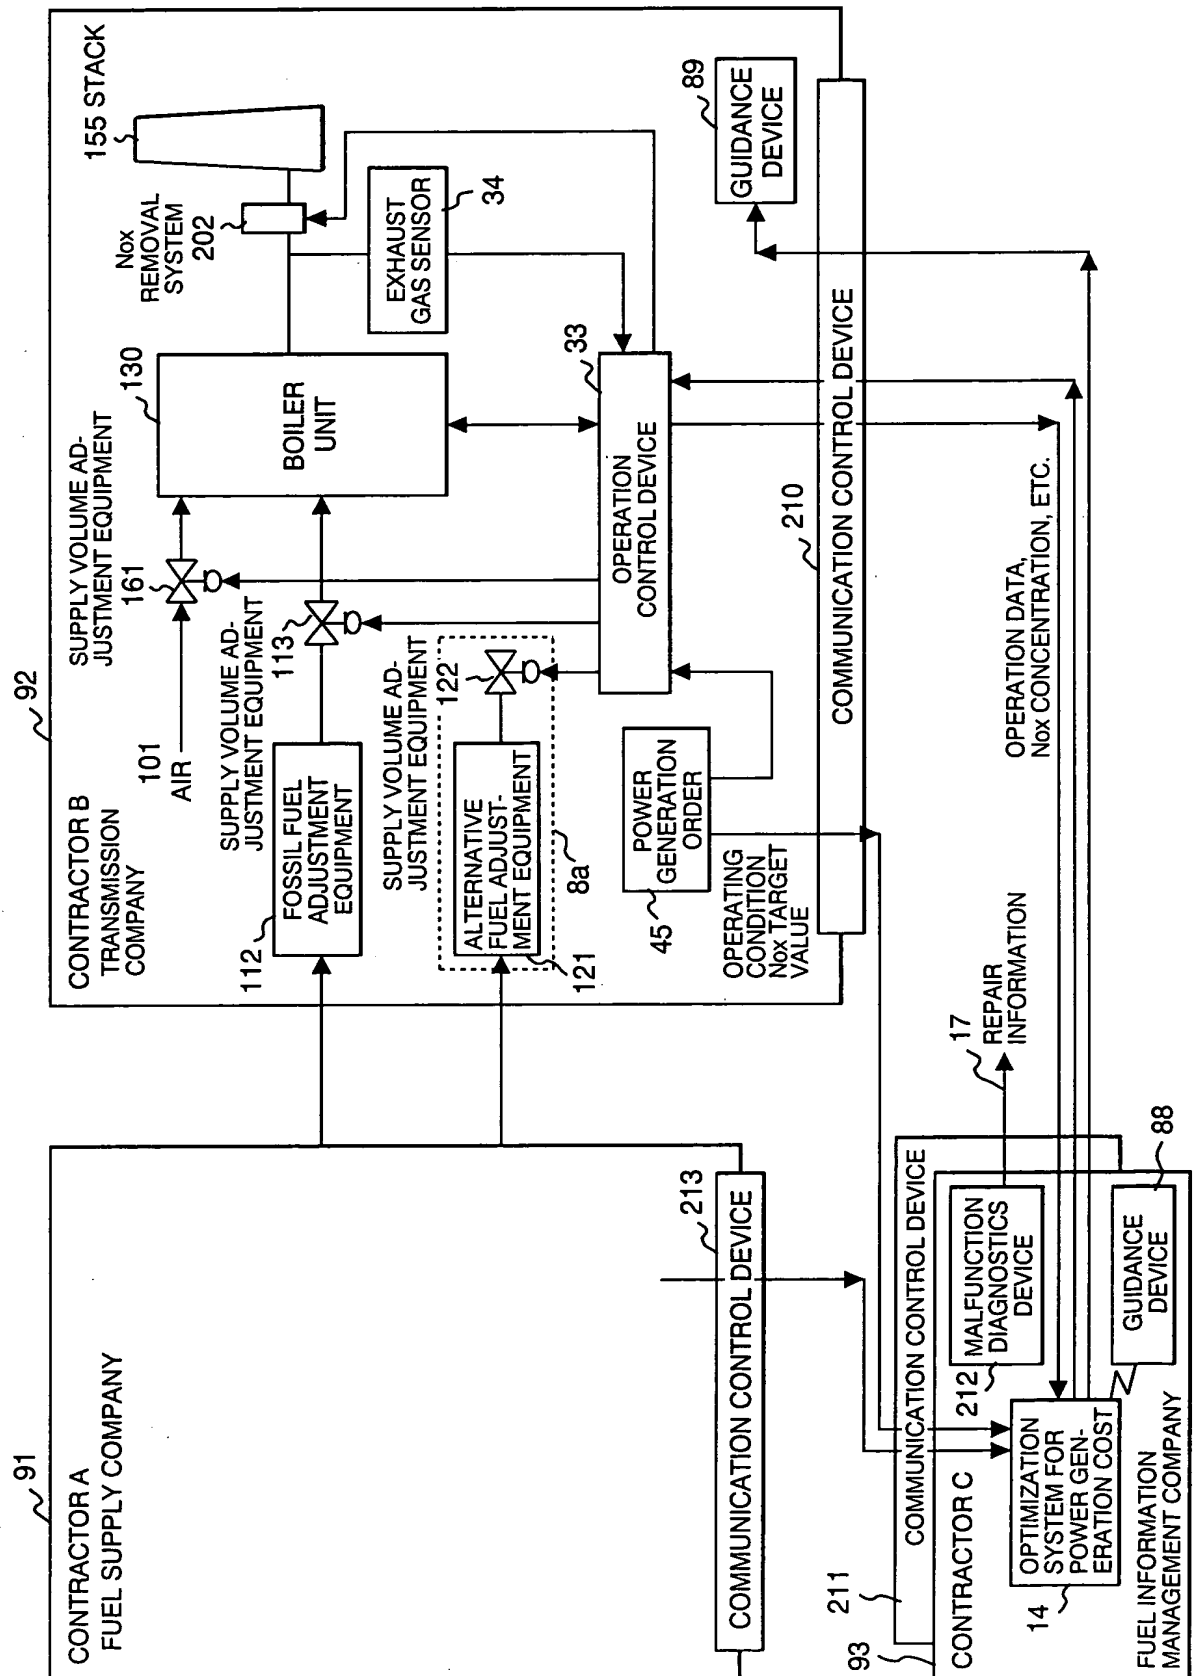 91
CONTRACTOR A
FUEL SUPPLY COMPANY
213
COMMUNICATION CONTROL DEVICE
92
CONTRACTOR B
TRANSMISSION
COMPANY
101
AIR
SUPPLY VOLUME AD-
JUSTMENT EQUIPMENT
161
130
BOILER
UNIT
Nox
REMOVAL
SYSTEM
202
155 STACK
EXHAUST
GAS SENSOR
34
112
FOSSIL FUEL
ADJUSTMENT
EQUIPMENT
SUPPLY VOLUME AD-
JUSTMENT EQUIPMENT
113
SUPPLY VOLUME AD-
JUSTMENT EQUIPMENT
122
ALTERNATIVE
FUEL ADJUST-
MENT EQUIPMENT
121
8a
OPERATION
CONTROL DEVICE
33
POWER
GENERATION
ORDER
45
OPERATING
CONDITION
Nox TARGET
VALUE
89
GUIDANCE
DEVICE
210
COMMUNICATION CONTROL DEVICE
OPERATION DATA,
Nox CONCENTRATION, ETC.
17
REPAIR
INFORMATION
211
COMMUNICATION CONTROL DEVICE
93
CONTRACTOR C
212
MALFUNCTION
DIAGNOSTICS
DEVICE
14
OPTIMIZATION
SYSTEM FOR
POWER GEN-
ERATION COST
88
GUIDANCE
DEVICE
FUEL INFORMATION
MANAGEMENT COMPANY